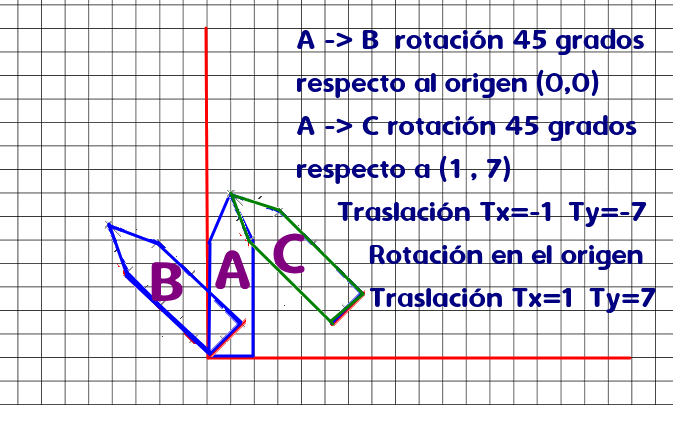 A -> B rotación 45 grados
respecto al origen (0,0)
A -> C rotación 45 grados
respecto a (1 , 7)
Traslación Tx=-1 Ty=-7
Rotación en el origen
Traslación Tx=1 Ty=7
B A C